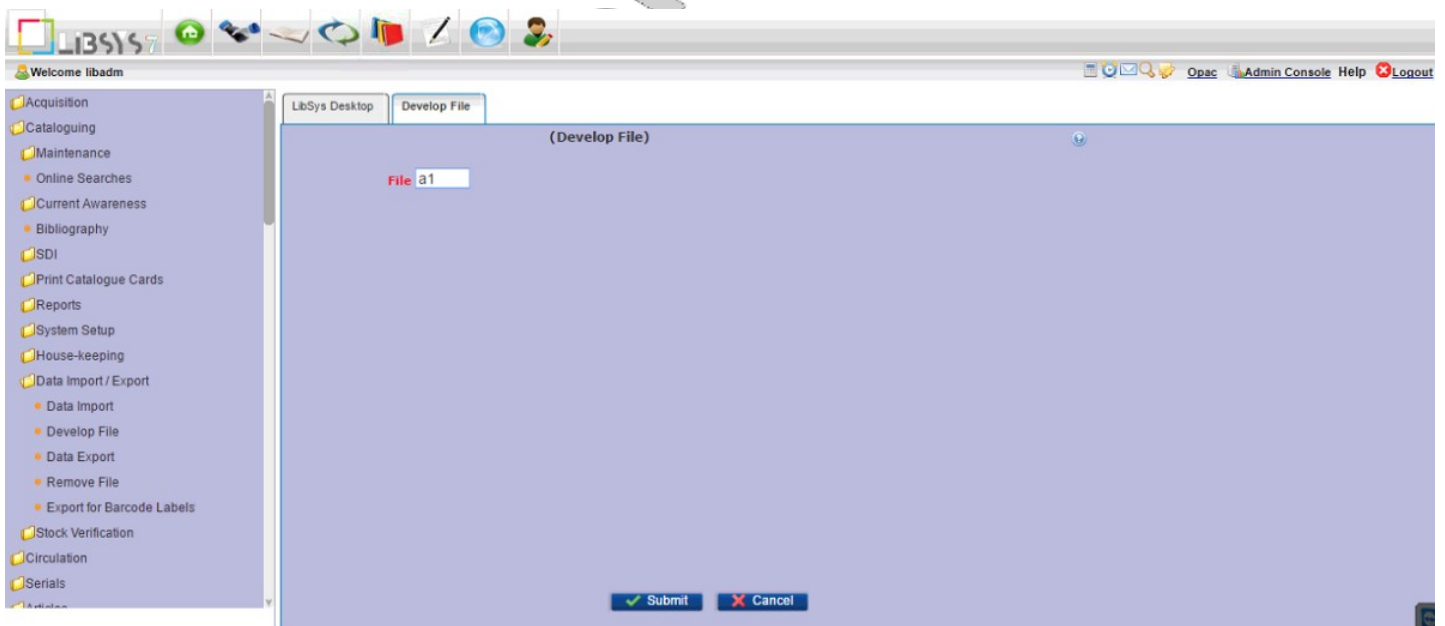 LiBSYS7
Welcome libadm
Opac Admin Console Help Logout
Acquisition
Cataloguing
Maintenance
Online Searches
Current Awareness
Bibliography
SDI
Print Catalogue Cards
Reports
System Setup
House-keeping
Data Import / Export
Data Import
Develop File
Data Export
Remove File
Export for Barcode Labels
Stock Verification
Circulation
Serials
LibSys Desktop Develop File
(Develop File)
File a1
Submit Cancel